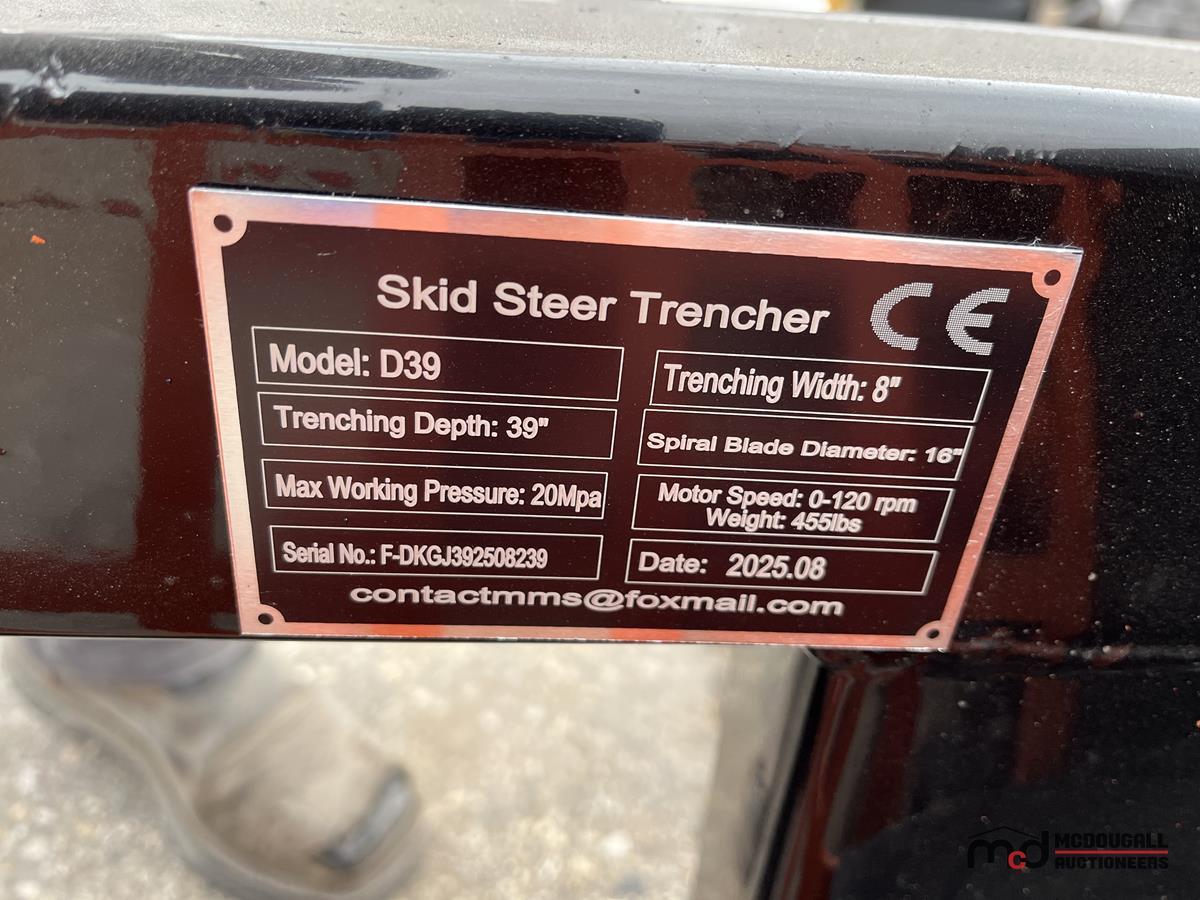 Skid Steer Trencher CE
Model: D39
Trenching Width: 8"
Trenching Depth: 39"
Spiral Blade Diameter: 16"
Max Working Pressure: 20Mpa
Motor Speed: 0-120 rpm
Weight: 455lbs
Serial No.: F-DKGJ392508239
Date: 2025.08
contactmms@foxmail.com
mcd
MCDOUGALL
AUCTIONEERS